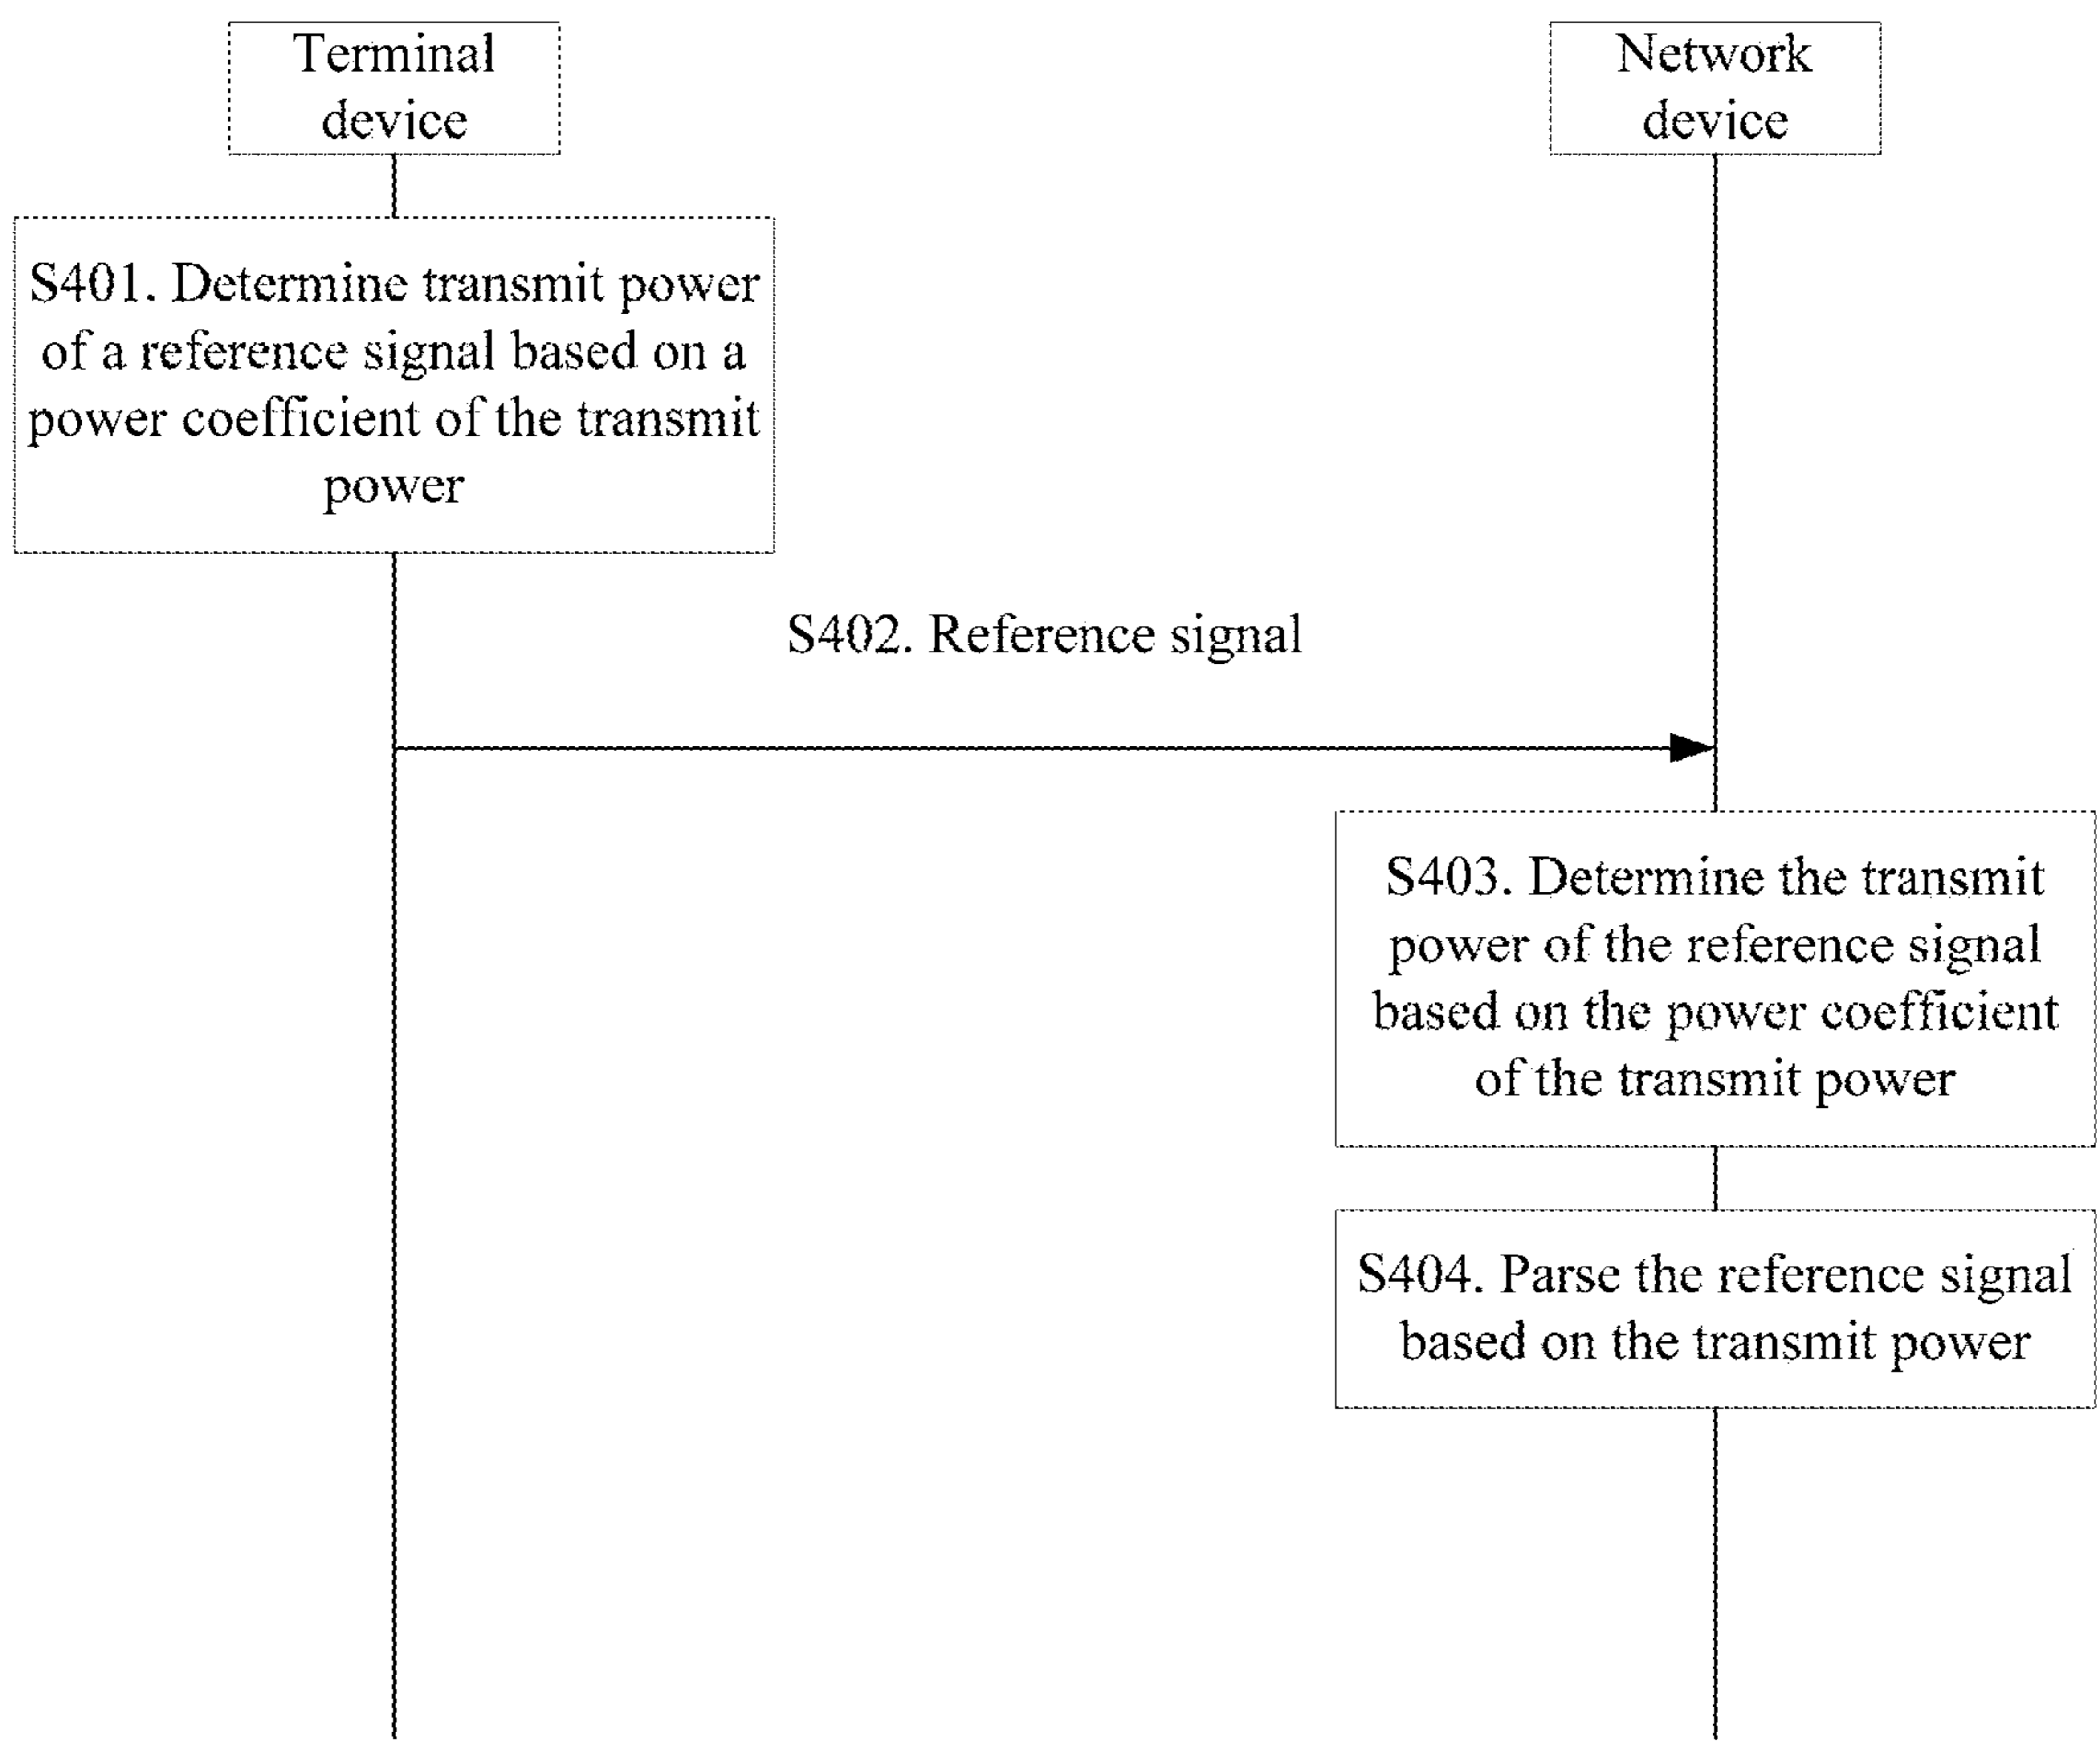 Terminal
device
Network
device
S401. Determine transmit power
of a reference signal based on a
power coefficient of the transmit
power
S402. Reference signal
S403. Determine the transmit
power of the reference signal
based on the power coefficient
of the transmit power
S404. Parse the reference signal
based on the transmit power